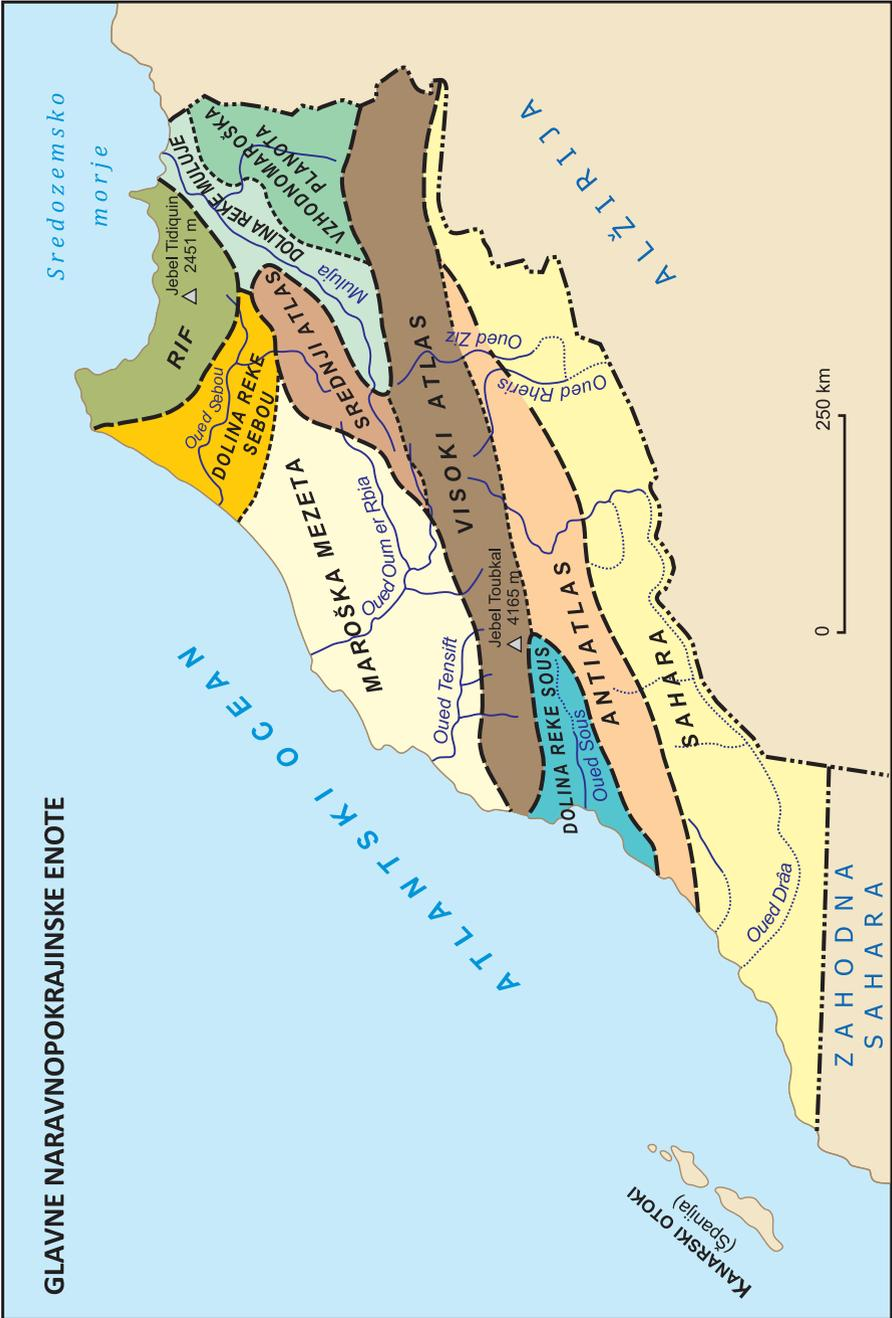 GLAVNE NARAVNOPOKRAJINSKE ENOTE
Sredozemsko
morje
ATLANTSKI OCEAN
ALŽIRIJA
ZAHODNA
SAHARA
KANARSKI OTOKI
(Španija)
RIF
Jebel Tidiquin
2451 m
Oued Sebou
DOLINA REKE
SEBOU
SREDNJI ATLAS
DOLINA REKE MULUJE
Muluja
VZHODNOMAROŠKA
PLANOTA
MAROŠKA MEZETA
Oued Oum er Rbia
Oued Tensift
VISOKI ATLAS
Jebel Toubkal
4165 m
Oued Ziz
Oued Rheris
DOLINA REKE SOUS
Oued Sous
ANTIATLAS
SAHARA
Oued Drâa
0
250 km